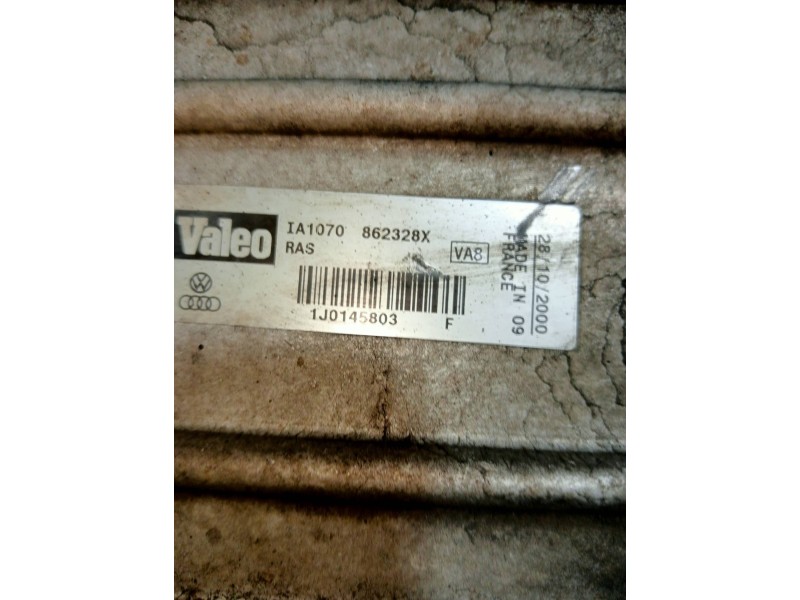 Valeo
IA1070 862328X
RAS
VA8
1J0145803 F
28/10/2000
MADE IN 09
FRANCE